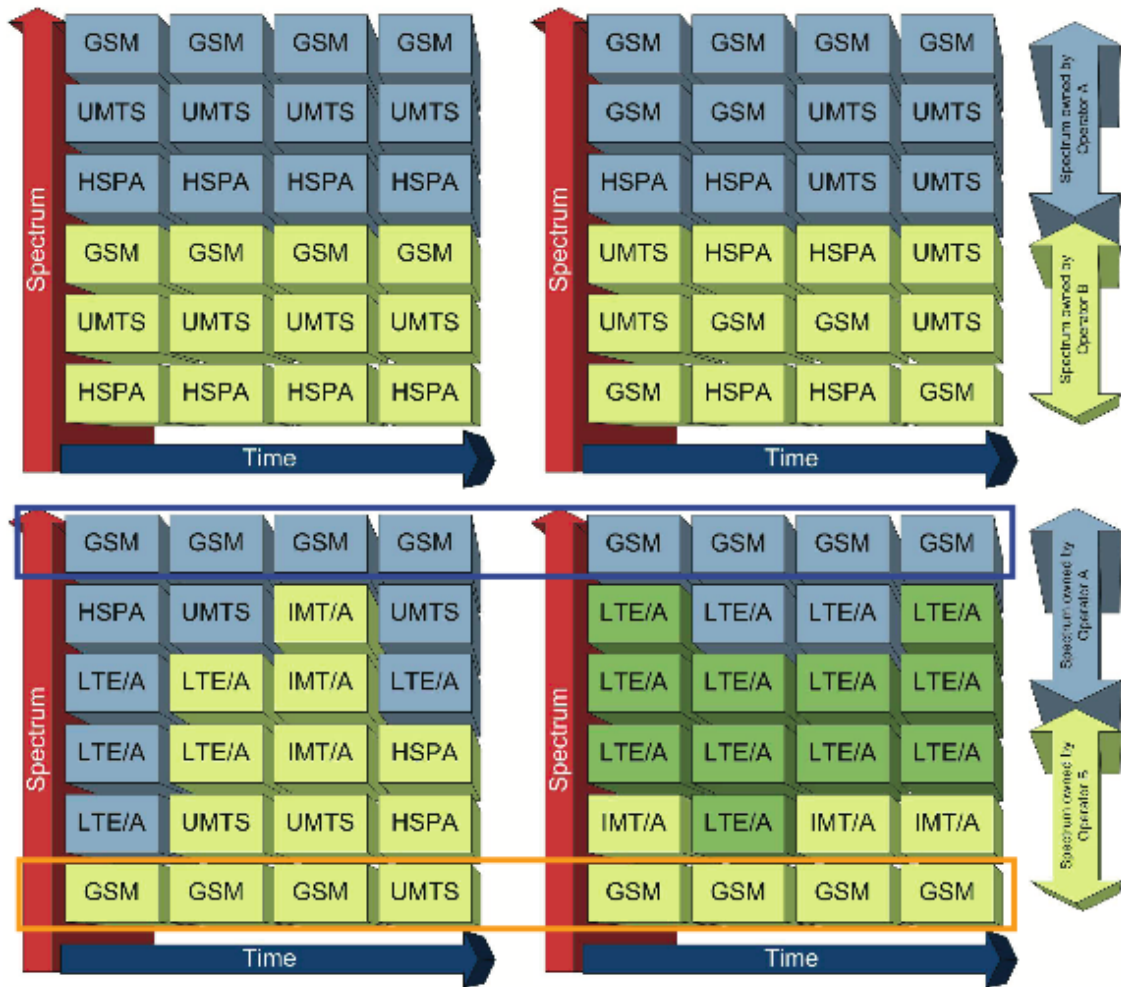 GSM GSM GSM GSM
UMTS UMTS UMTS UMTS
HSPA HSPA HSPA HSPA
GSM GSM GSM GSM
UMTS UMTS UMTS UMTS
HSPA HSPA HSPA HSPA
Spectrum
Time
GSM GSM GSM GSM
GSM GSM UMTS UMTS
HSPA HSPA UMTS UMTS
UMTS HSPA HSPA UMTS
UMTS GSM GSM UMTS
GSM HSPA HSPA GSM
Spectrum
Time
Spectrum owned by
Operator A
Spectrum owned by
Operator B
GSM GSM GSM GSM
HSPA UMTS IMT/A UMTS
LTE/A LTE/A IMT/A LTE/A
LTE/A LTE/A IMT/A HSPA
LTE/A UMTS UMTS HSPA
GSM GSM GSM UMTS
Spectrum
Time
GSM GSM GSM GSM
LTE/A LTE/A LTE/A LTE/A
LTE/A LTE/A LTE/A LTE/A
LTE/A LTE/A LTE/A LTE/A
IMT/A LTE/A IMT/A IMT/A
GSM GSM GSM GSM
Spectrum
Time
Spectrum owned by
Operator A
Spectrum owned by
Operator B